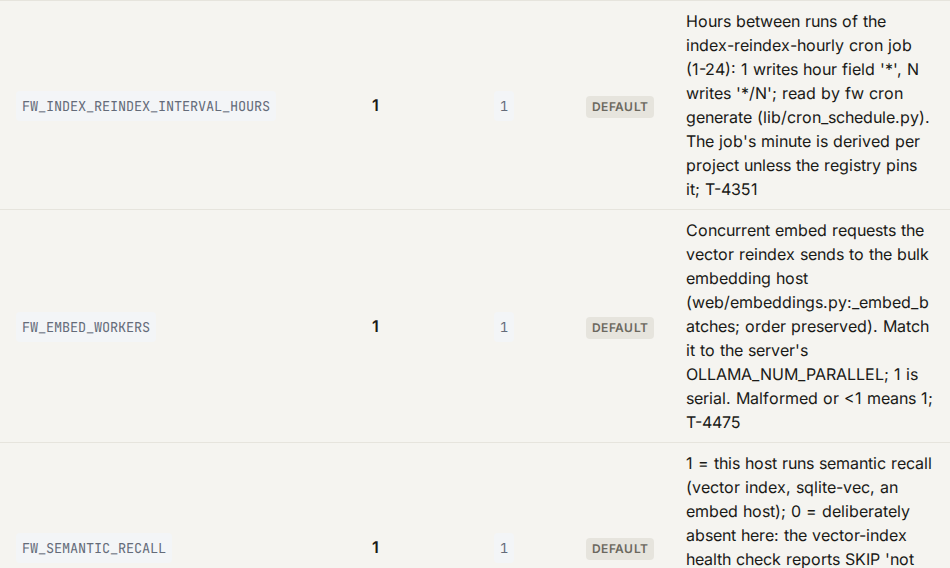 Hours between runs of the
index-reindex-hourly cron job
(1-24): 1 writes hour field '*', N
writes '*/N'; read by fw cron
FW_INDEX_REINDEX_INTERVAL_HOURS 1 1 DEFAULT generate (lib/cron_schedule.py).
The job's minute is derived per
project unless the registry pins
it; T-4351
Concurrent embed requests the
vector reindex sends to the bulk
embedding host
(web/embeddings.py:_embed_b
FW_EMBED_WORKERS 1 1 DEFAULT atches; order preserved). Match
it to the server's
OLLAMA_NUM_PARALLEL; 1 is
serial. Malformed or <1 means 1;
T-4475
1 = this host runs semantic recall
(vector index, sqlite-vec, an
embed host); 0 = deliberately
absent here: the vector-index
FW_SEMANTIC_RECALL 1 1 DEFAULT health check reports SKIP 'not